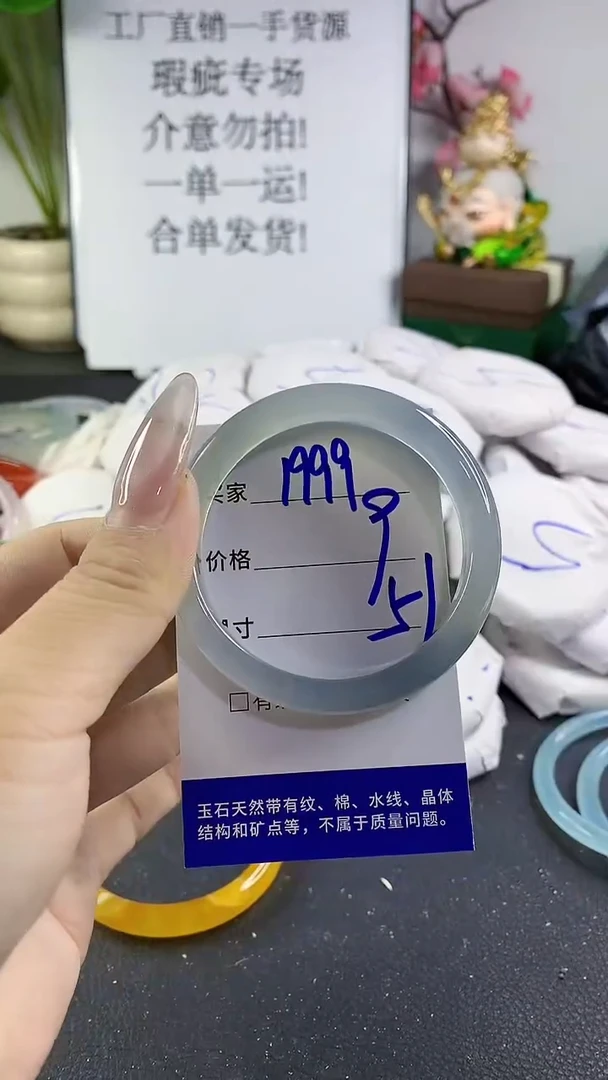 工厂直销一手货源
瑕疵专场
介意勿拍!
一单一运!
合单发货!
家 1999
价格 9
寸 51
□有
玉石天然带有纹、棉、水线、晶体
结构和矿点等，不属于质量问题。